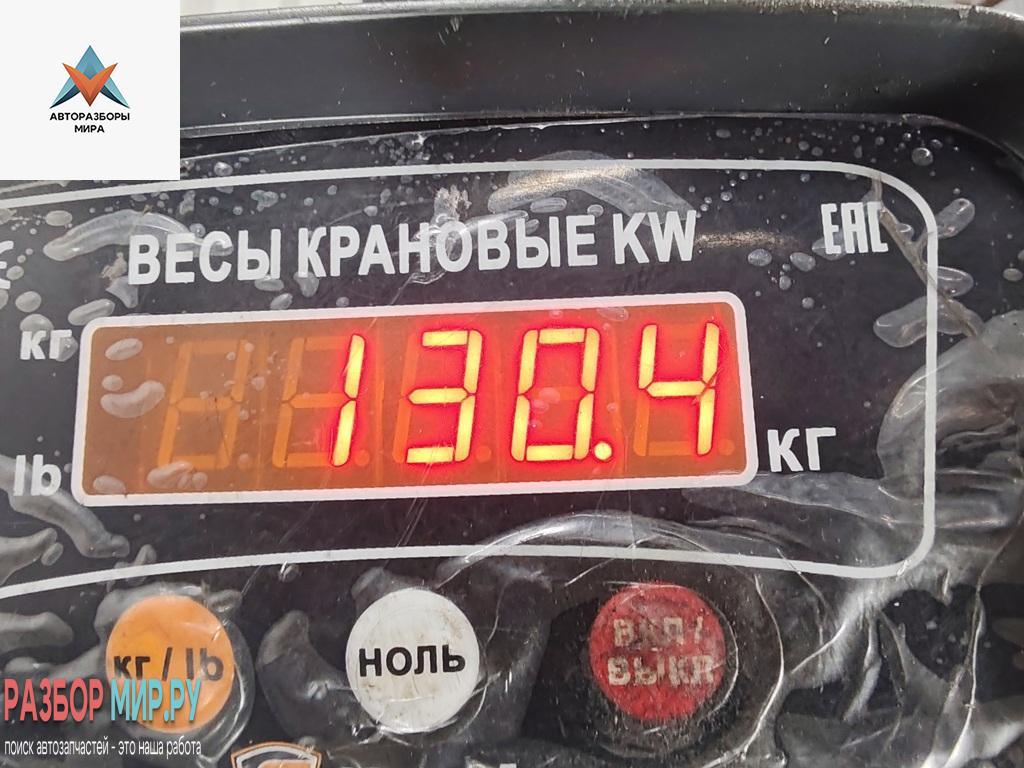 АВТОРАЗБОРЫ
МИРА
ВЕСЫ КРАНОВЫЕ KW
ЕАС
кг
130.4
кг
lb
кг / lb
НОЛЬ
ВКЛ /
ВЫКЛ
РАЗБОР МИР.РУ
поиск автозапчастей - это наша работа